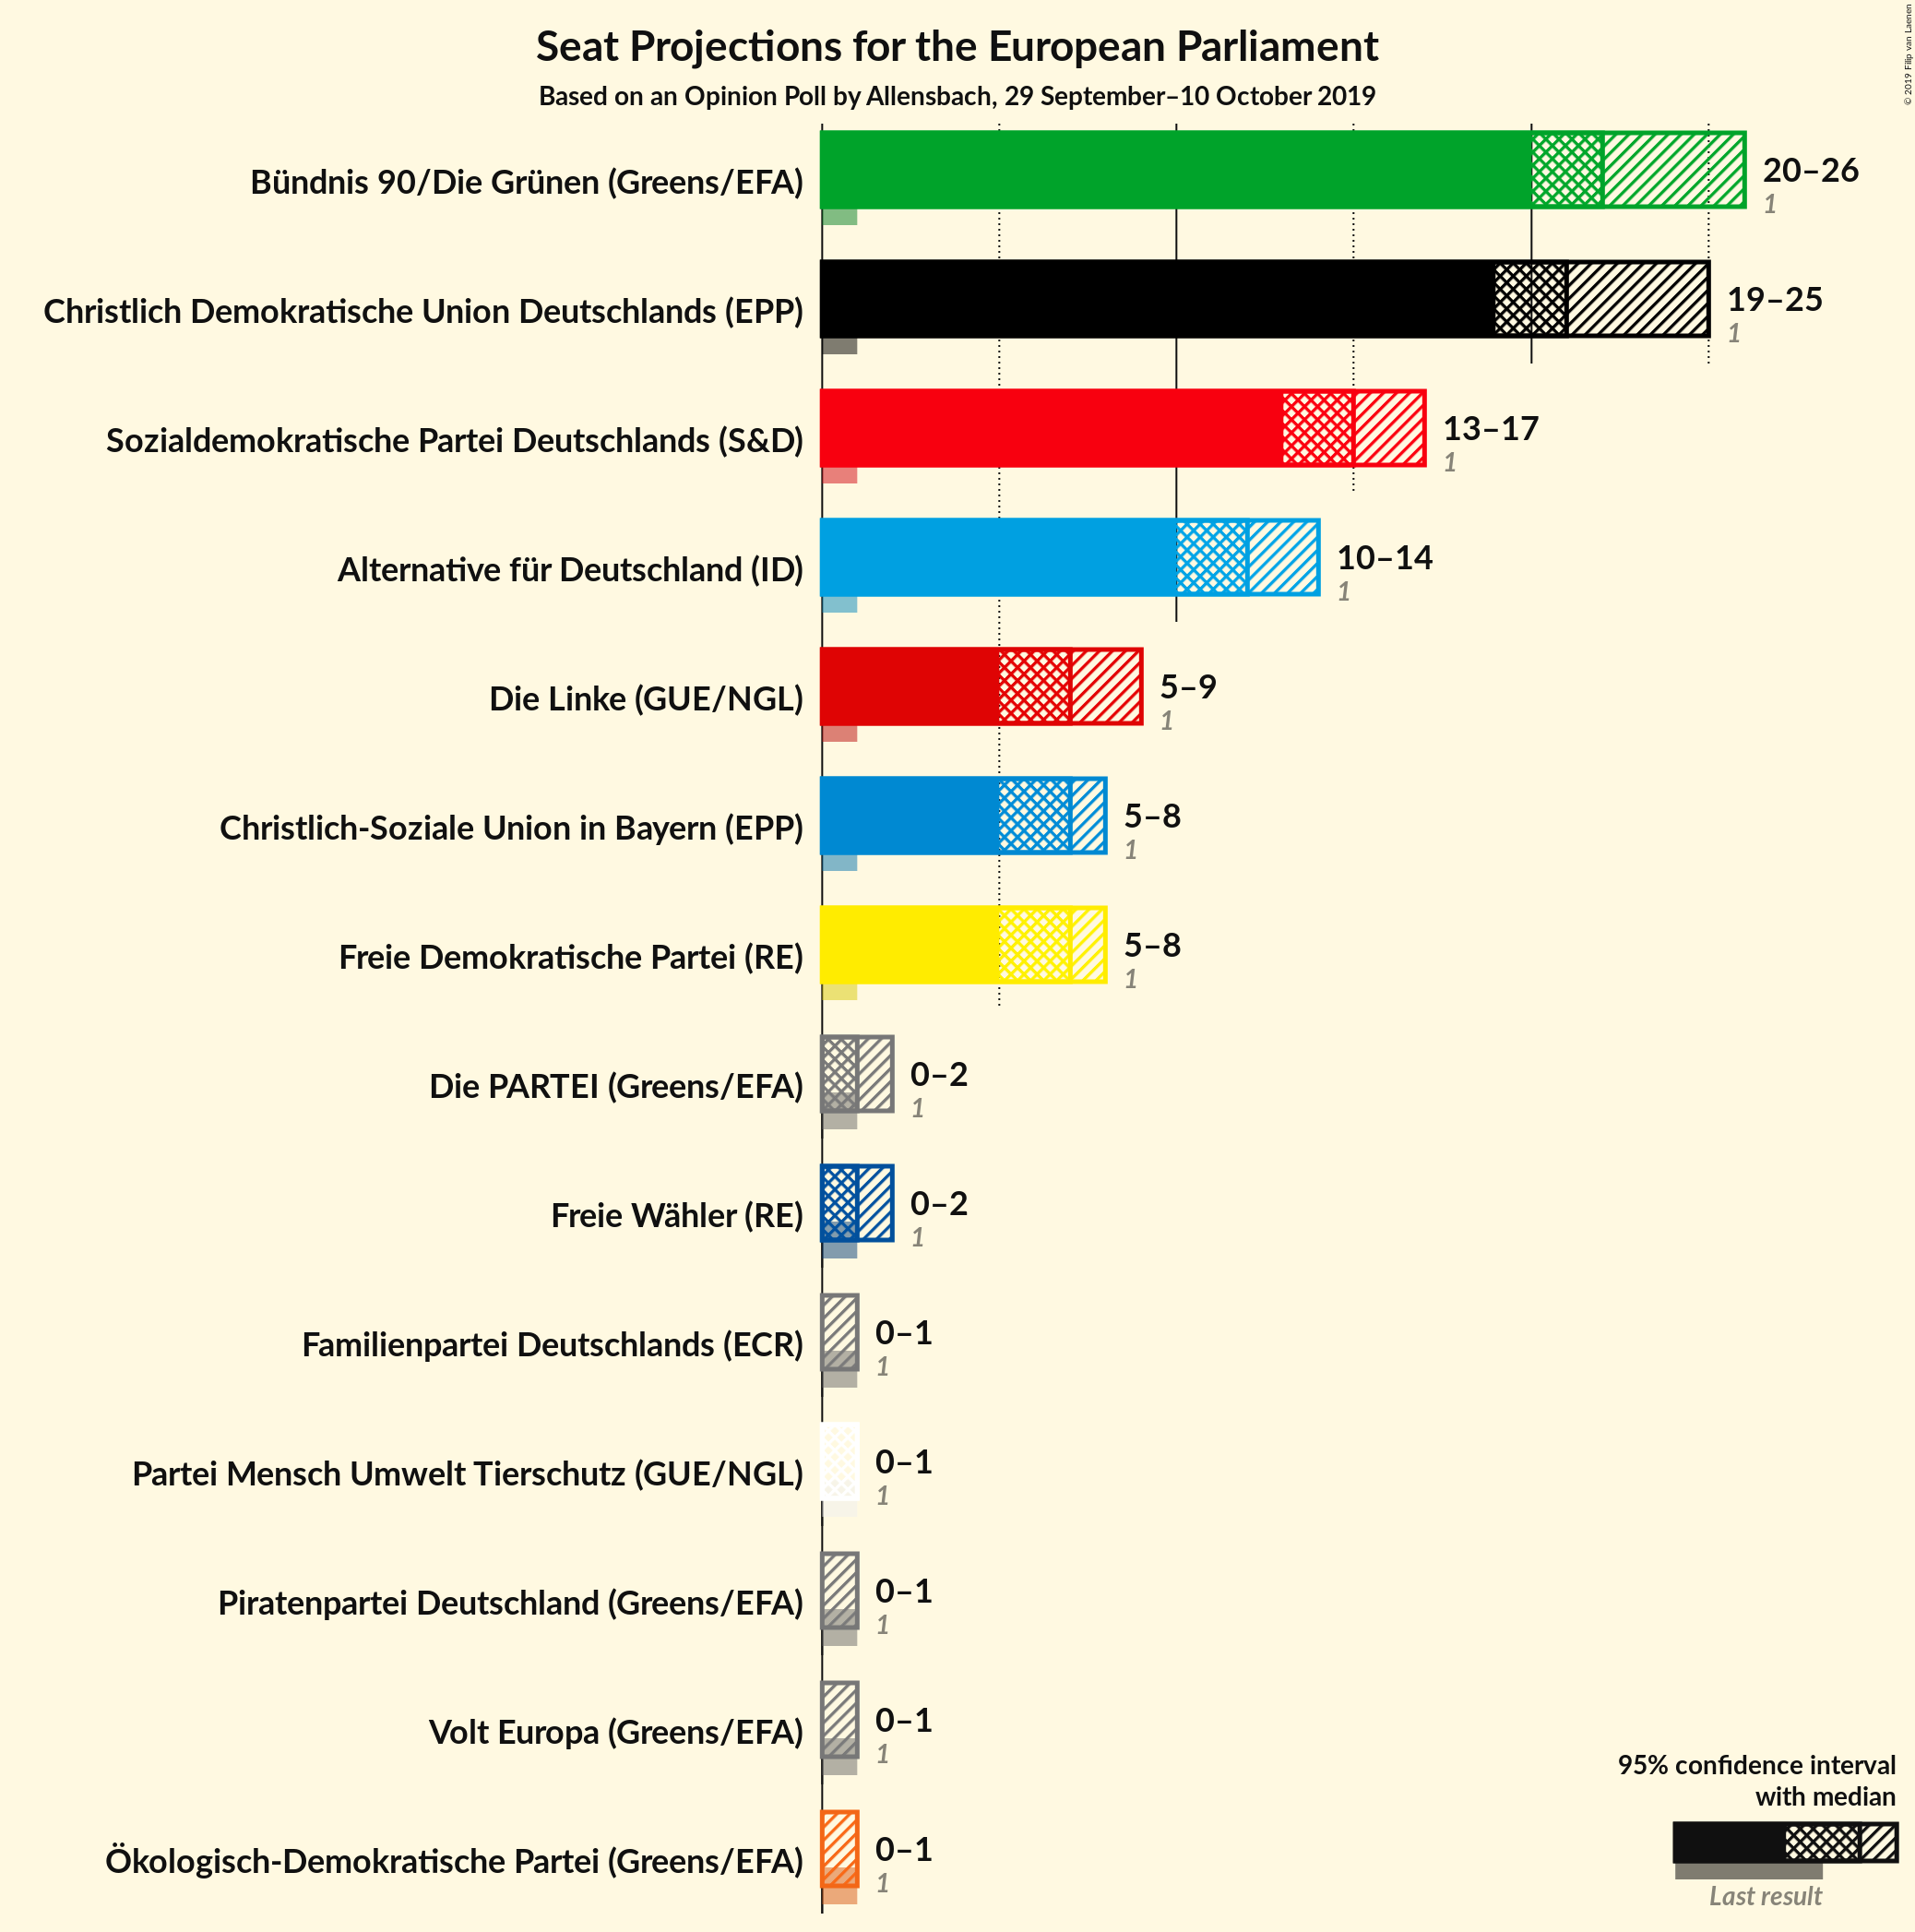 Seat Projections for the European Parliament
Based on an Opinion Poll by Allensbach, 29 September–10 October 2019
© 2019 Filip van Laenen
Bündnis 90/Die Grünen (Greens/EFA)
20–26
1
Christlich Demokratische Union Deutschlands (EPP)
19–25
1
Sozialdemokratische Partei Deutschlands (S&D)
13–17
1
Alternative für Deutschland (ID)
10–14
1
Die Linke (GUE/NGL)
5–9
1
Christlich-Soziale Union in Bayern (EPP)
5–8
1
Freie Demokratische Partei (RE)
5–8
1
Die PARTEI (Greens/EFA)
0–2
1
Freie Wähler (RE)
0–2
1
Familienpartei Deutschlands (ECR)
0–1
1
Partei Mensch Umwelt Tierschutz (GUE/NGL)
0–1
1
Piratenpartei Deutschland (Greens/EFA)
0–1
1
Volt Europa (Greens/EFA)
0–1
1
Ökologisch-Demokratische Partei (Greens/EFA)
0–1
1
95% confidence interval
with median
Last result